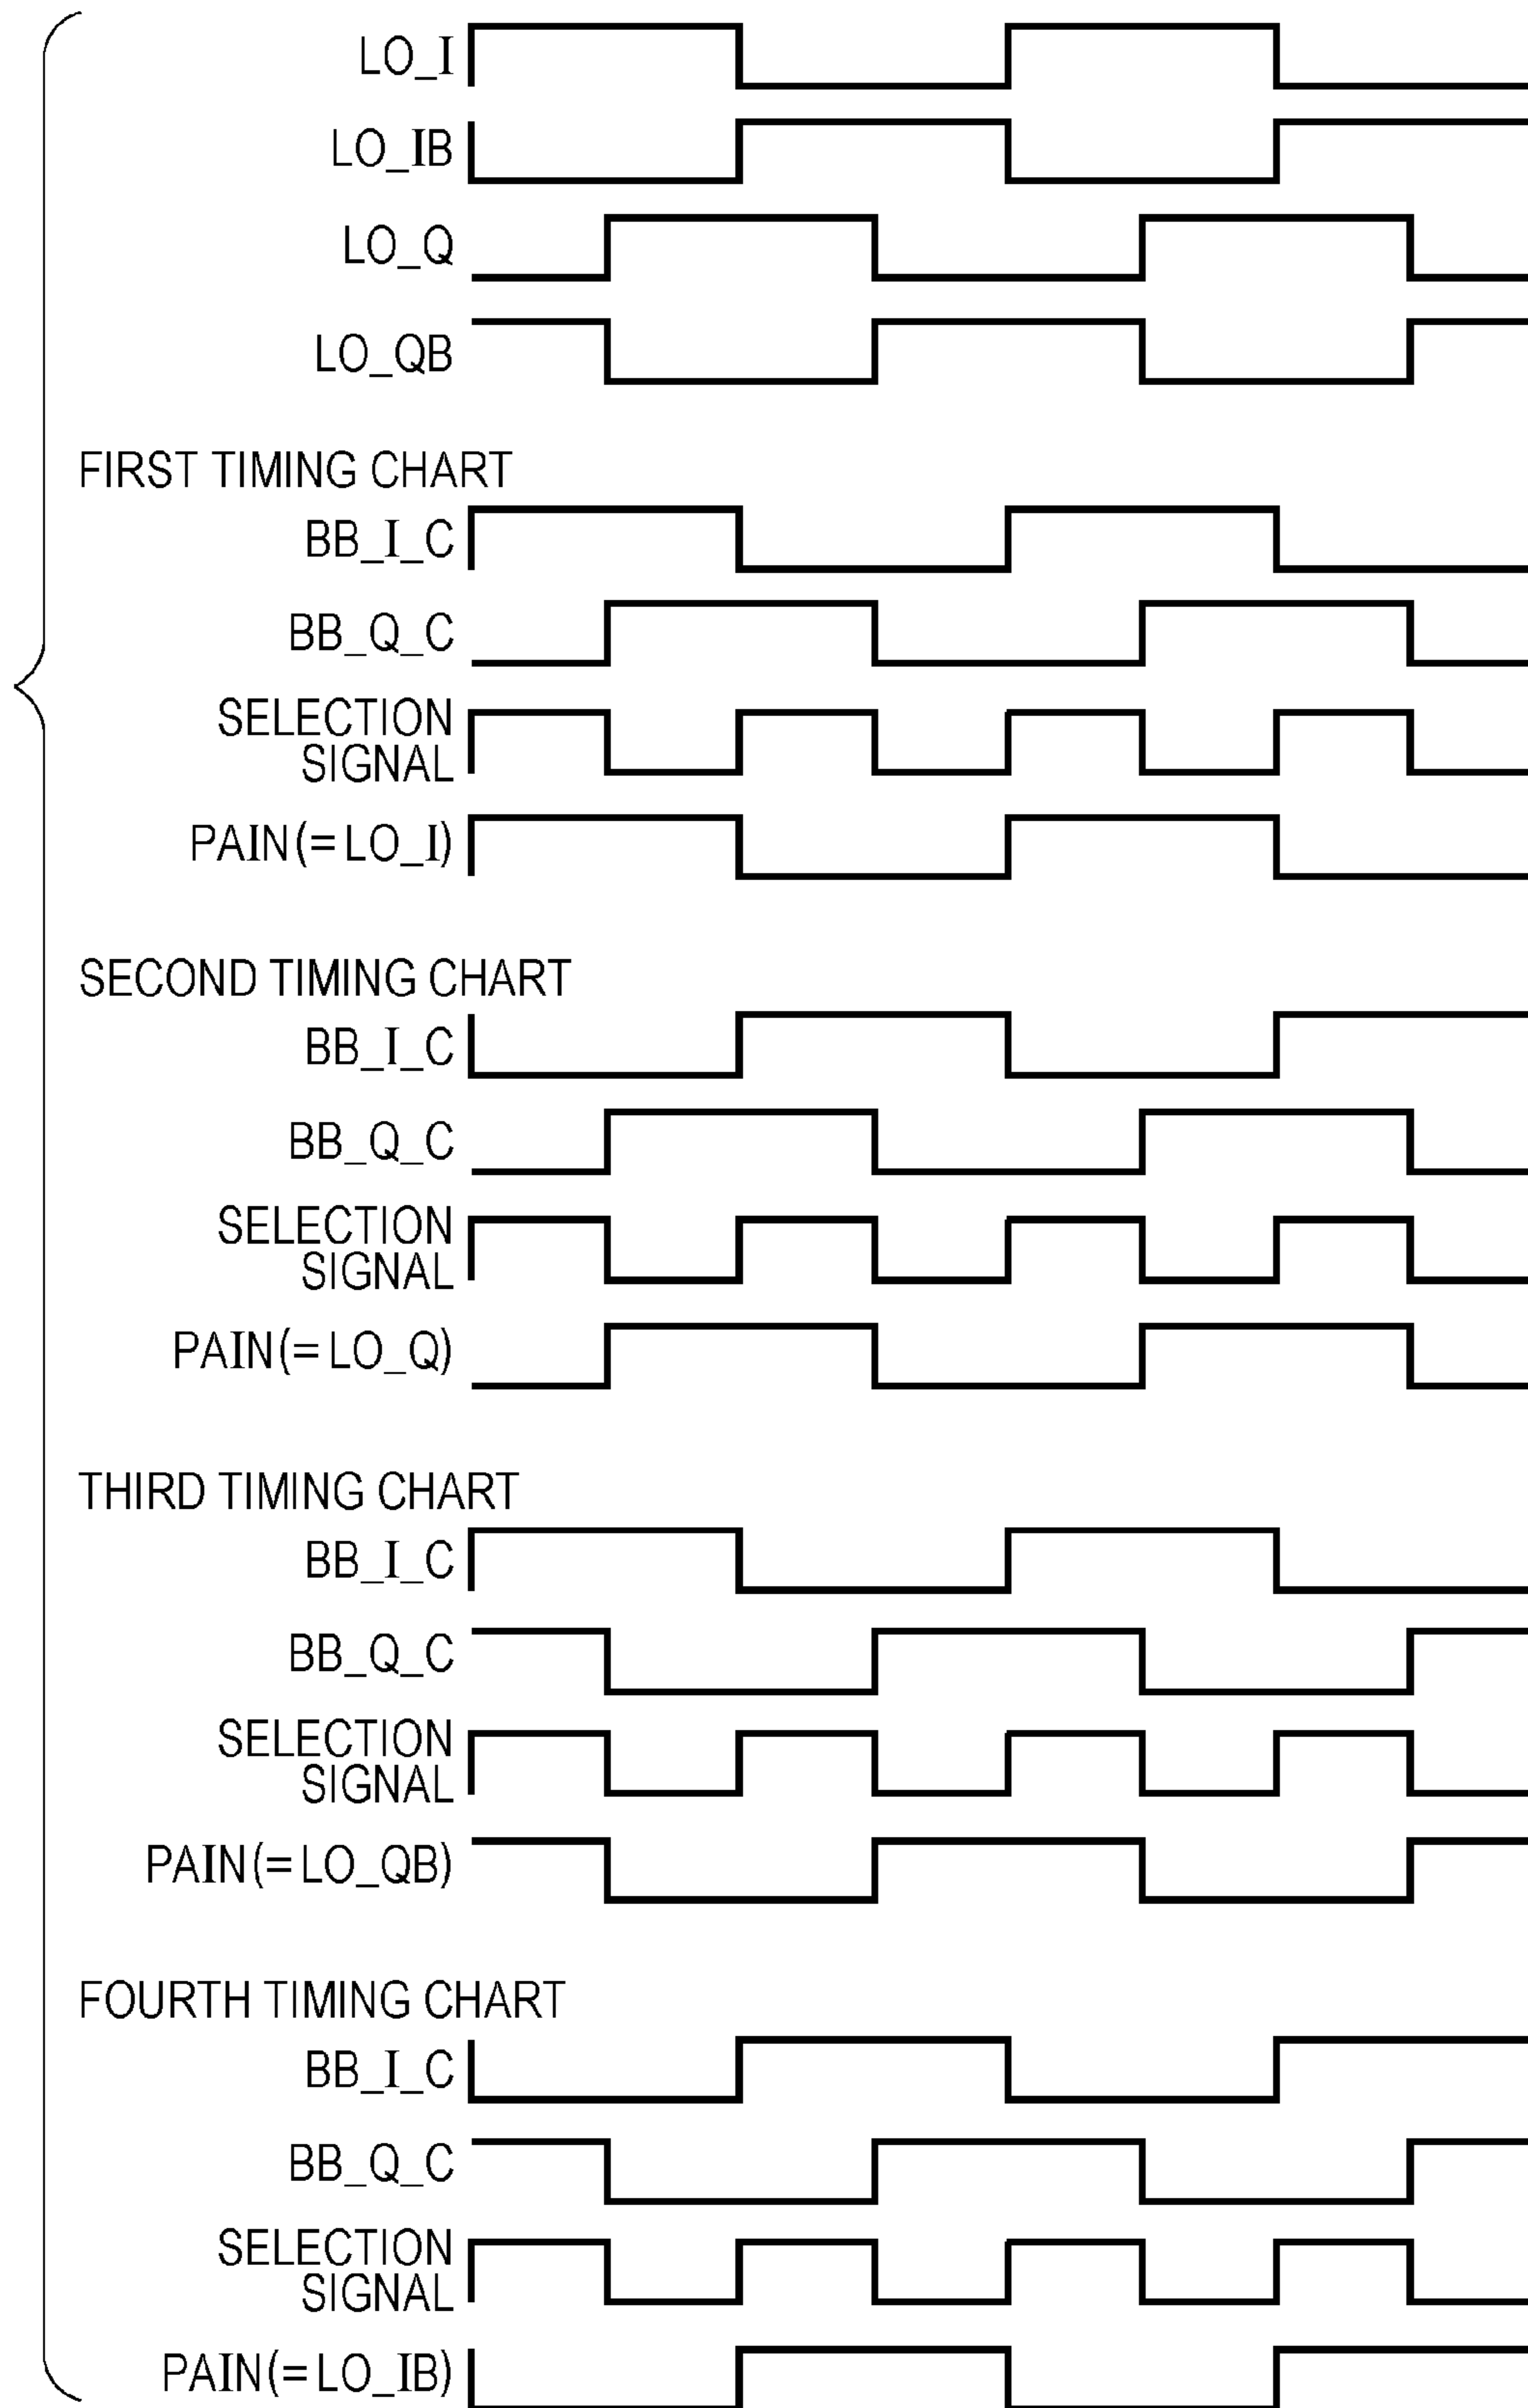 LO_I
LO_IB
LO_Q
LO_QB
FIRST TIMING CHART
BB_I_C
BB_Q_C
SELECTION
SIGNAL
PAIN(=LO_I)
SECOND TIMING CHART
BB_I_C
BB_Q_C
SELECTION
SIGNAL
PAIN(=LO_Q)
THIRD TIMING CHART
BB_I_C
BB_Q_C
SELECTION
SIGNAL
PAIN(=LO_QB)
FOURTH TIMING CHART
BB_I_C
BB_Q_C
SELECTION
SIGNAL
PAIN(=LO_IB)